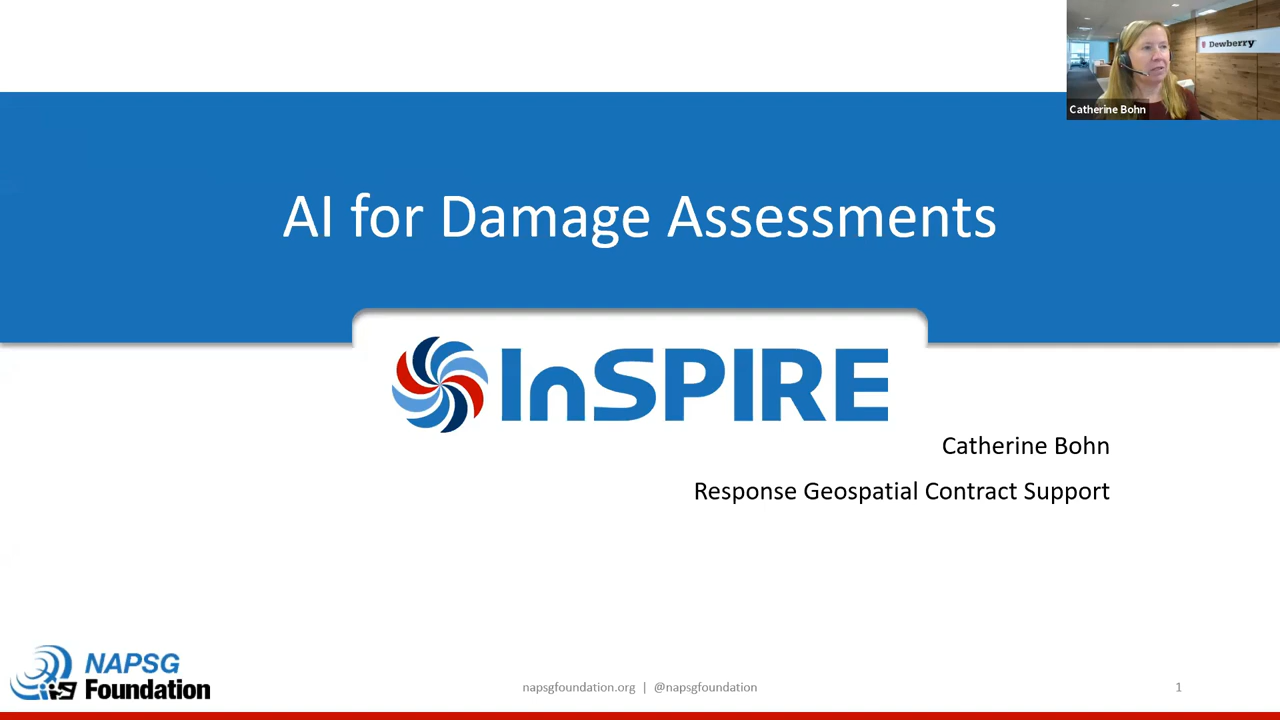 Dewberry
Catherine Bohn
AI for Damage Assessments
InSPIRE
Catherine Bohn
Response Geospatial Contract Support
NAPSG
Foundation
napsgfoundation.org | @napsgfoundation
1